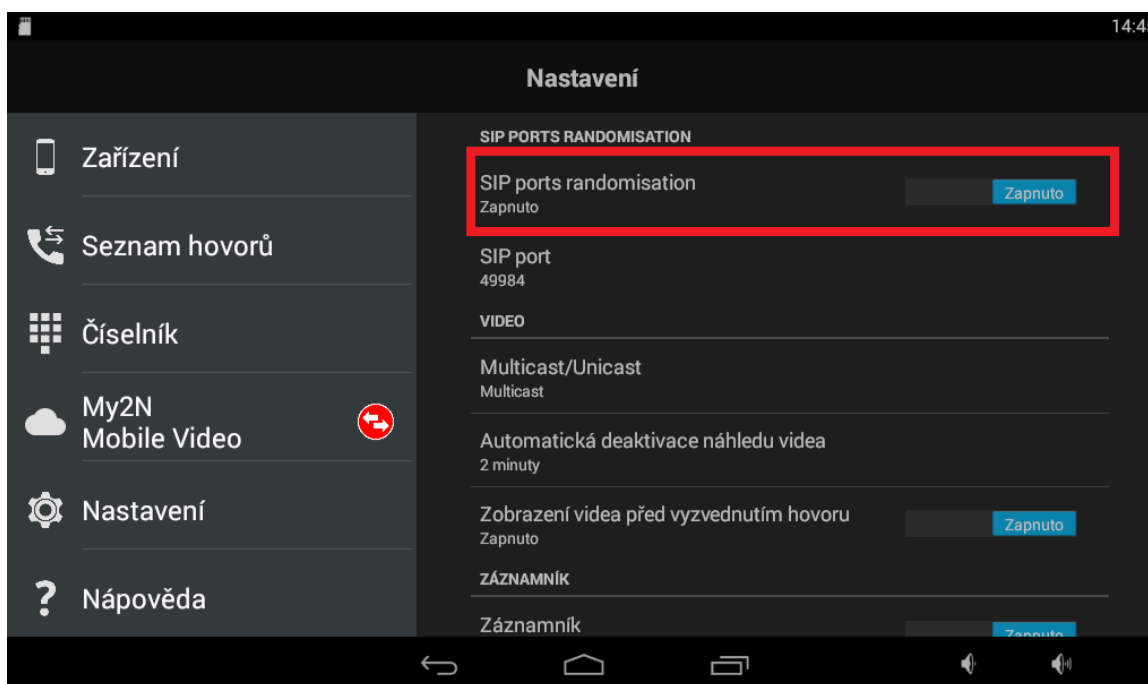 14:4
Nastavení
Zařízení
Seznam hovorů
Číselník
My2N
Mobile Video
Nastavení
Nápověda
SIP PORTS RANDOMISATION
SIP ports randomisation
Zapnuto
Zapnuto
SIP port
49984
VIDEO
Multicast/Unicast
Multicast
Automatická deaktivace náhledu videa
2 minuty
Zobrazení videa před vyzvednutím hovoru
Zapnuto
Zapnuto
ZÁZNAMNÍK
Záznamník
Zapnuto